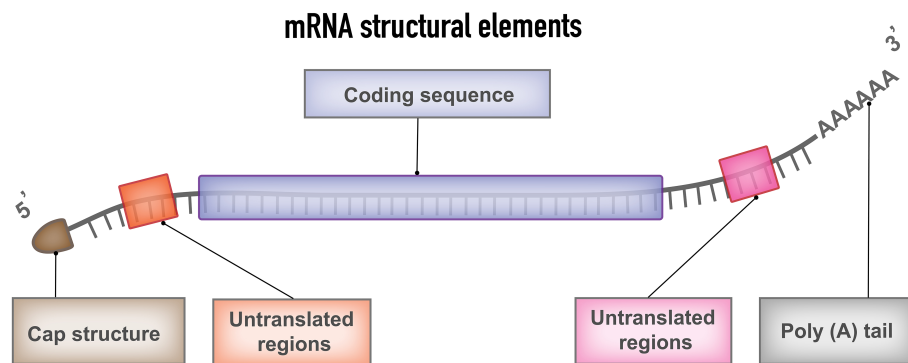 mRNA structural elements
3’
AAAAAA
Coding sequence
5’
Cap structure
Untranslated
regions
Untranslated
regions
Poly (A) tail